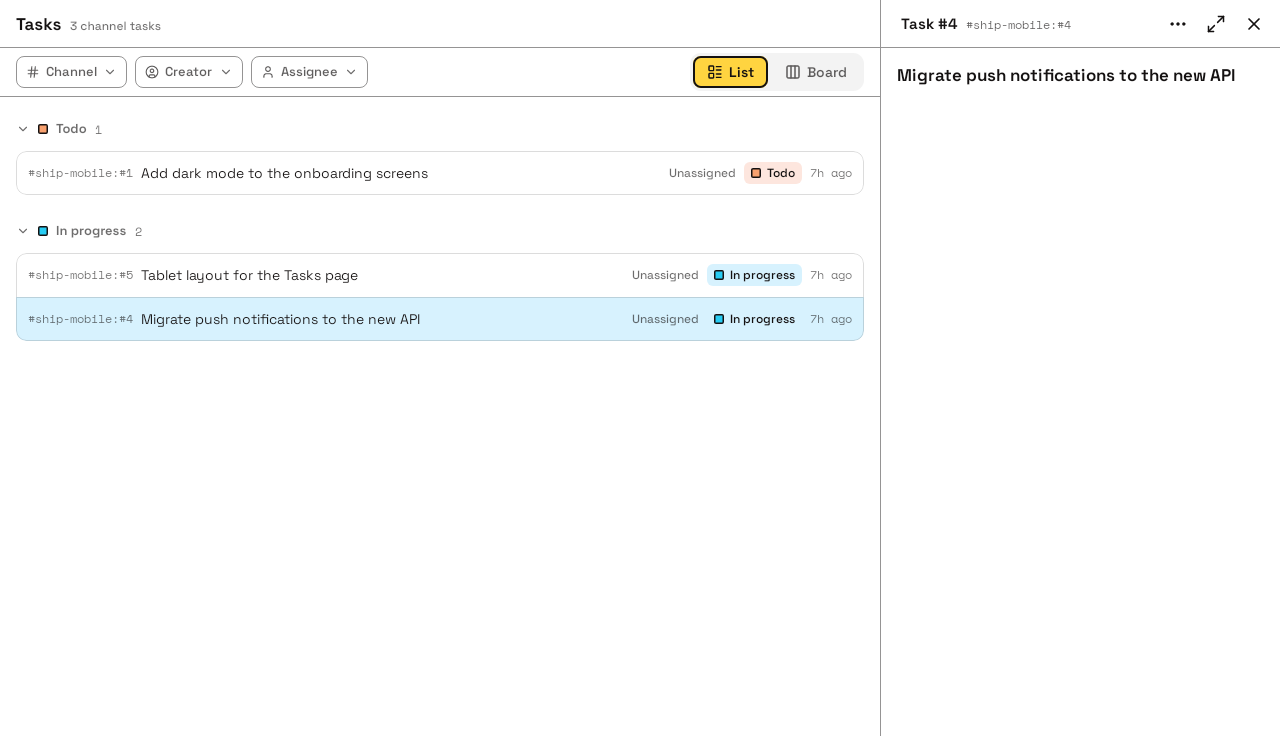 Tasks 3 channel tasks
Channel Creator Assignee List Board
Todo 1
#ship-mobile:#1 Add dark mode to the onboarding screens Unassigned Todo 7h ago
In progress 2
#ship-mobile:#5 Tablet layout for the Tasks page Unassigned In progress 7h ago
#ship-mobile:#4 Migrate push notifications to the new API Unassigned In progress 7h ago
Task #4 #ship-mobile:#4
Migrate push notifications to the new API